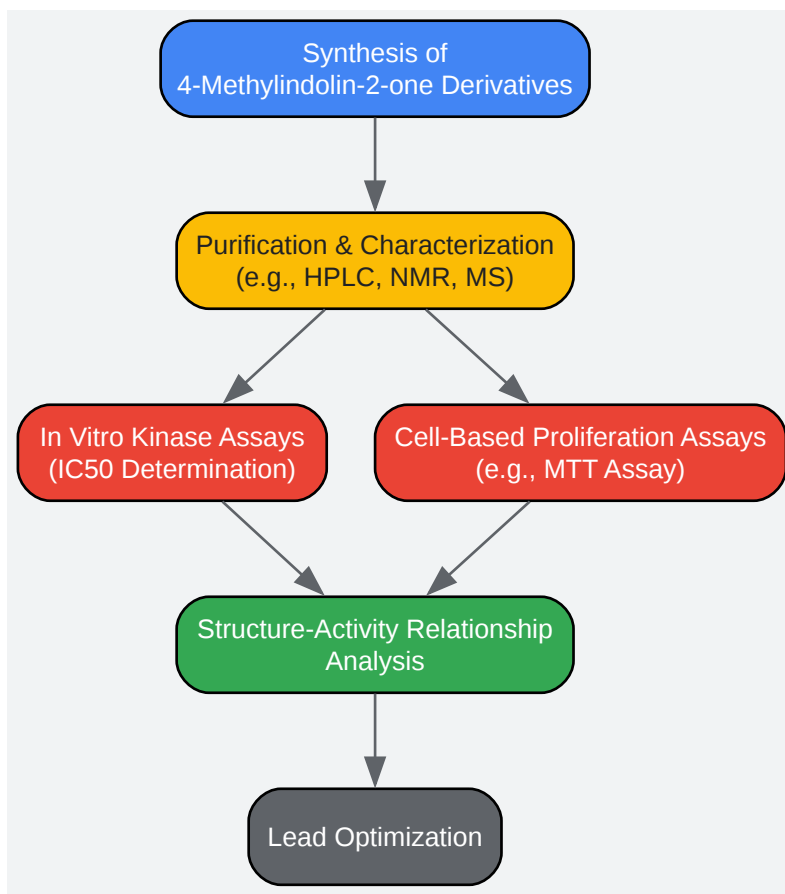 Synthesis of
4-Methylindolin-2-one Derivatives
Purification & Characterization
(e.g., HPLC, NMR, MS)
In Vitro Kinase Assays
(IC50 Determination)
Cell-Based Proliferation Assays
(e.g., MTT Assay)
Structure-Activity Relationship
Analysis
Lead Optimization